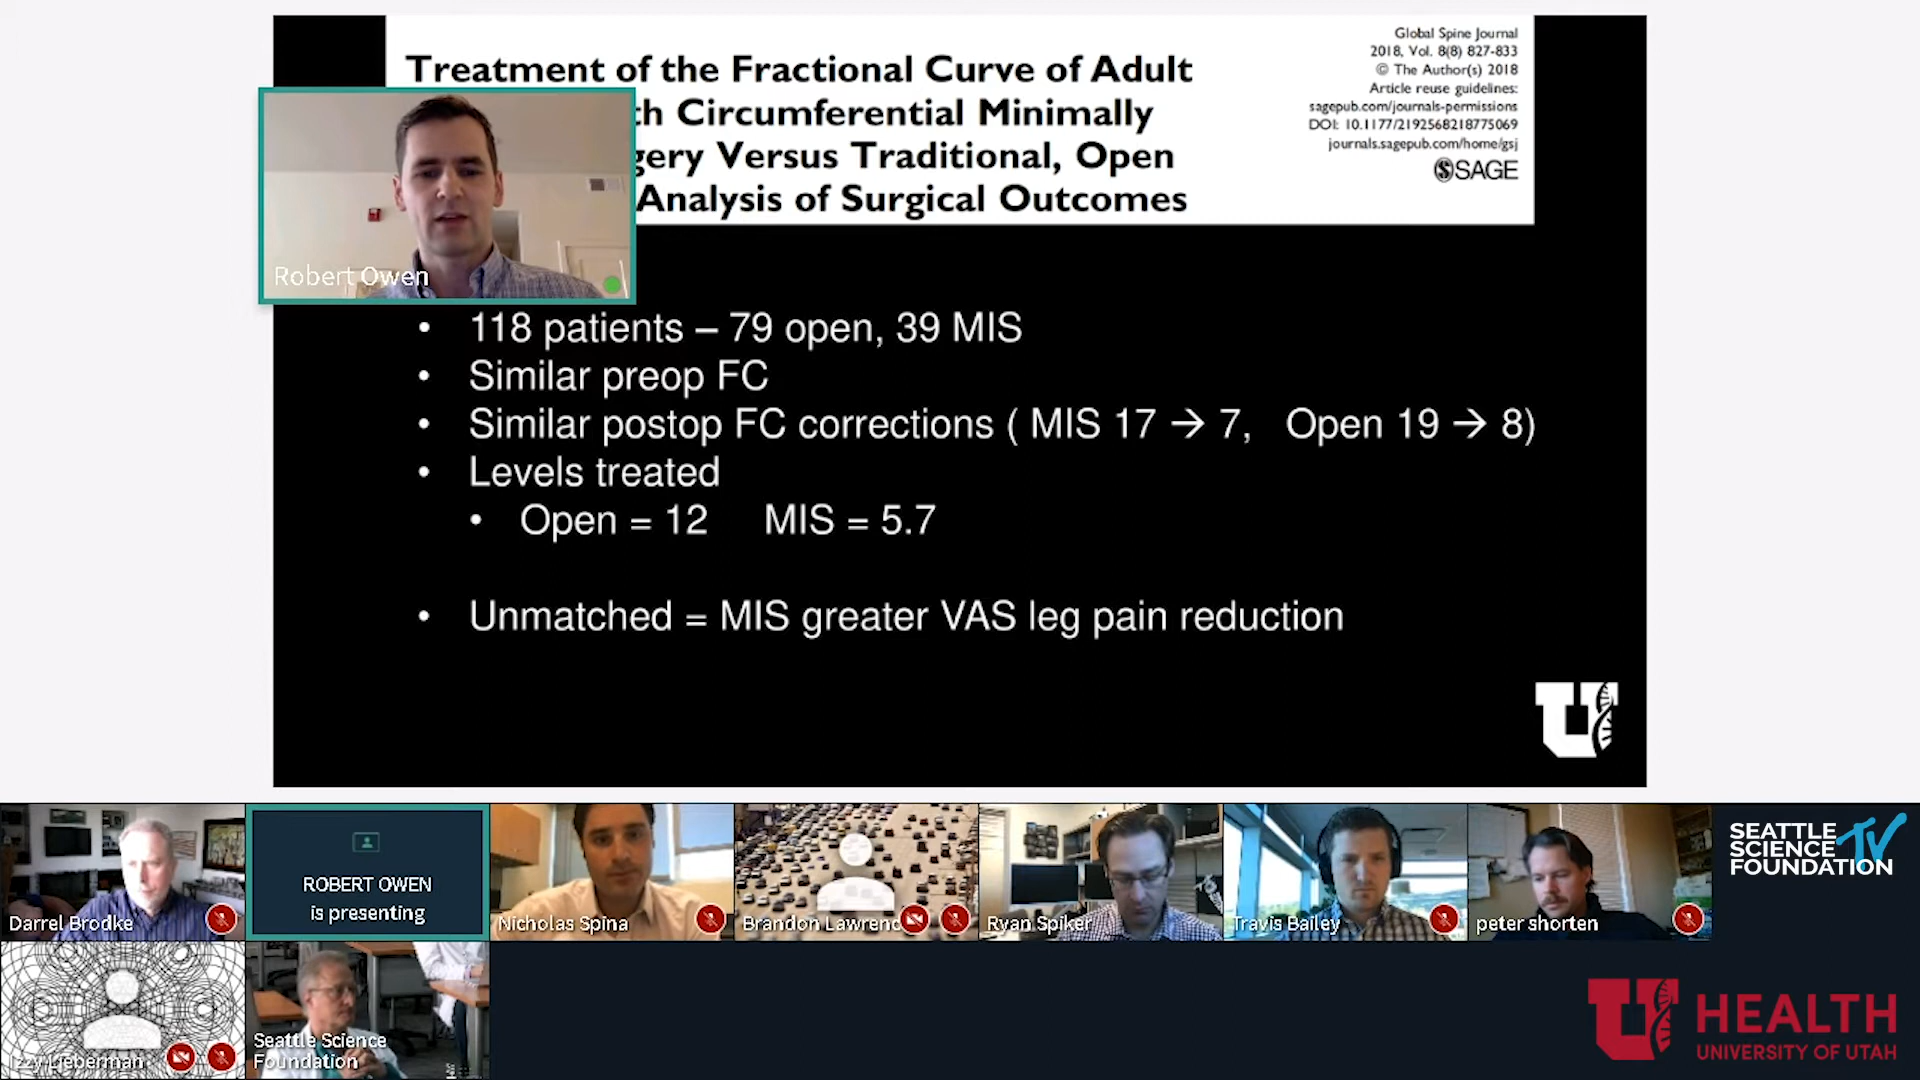 Treatment of the Fractional Curve of Adult
th Circumferential Minimally
gery Versus Traditional, Open
Analysis of Surgical Outcomes
Global Spine Journal
2018, Vol. 8(8) 827-833
© The Author(s) 2018
Article reuse guidelines:
sagepub.com/journals-permissions
DOI: 10.1177/2192568218775069
journals.sagepub.com/home/gsj
SAGE
Robert Owen
• 118 patients – 79 open, 39 MIS
• Similar preop FC
• Similar postop FC corrections ( MIS 17 → 7, Open 19 → 8)
• Levels treated
• Open = 12 MIS = 5.7
• Unmatched = MIS greater VAS leg pain reduction
U
Darrel Brodke
ROBERT OWEN
is presenting
Nicholas Spina
Brandon Lawrenc
Ryan Spiker
Travis Bailey
peter shorten
SEATTLE
SCIENCE TV
FOUNDATION
Izzy Lieberman
Seattle Science
Foundation
U HEALTH
UNIVERSITY OF UTAH